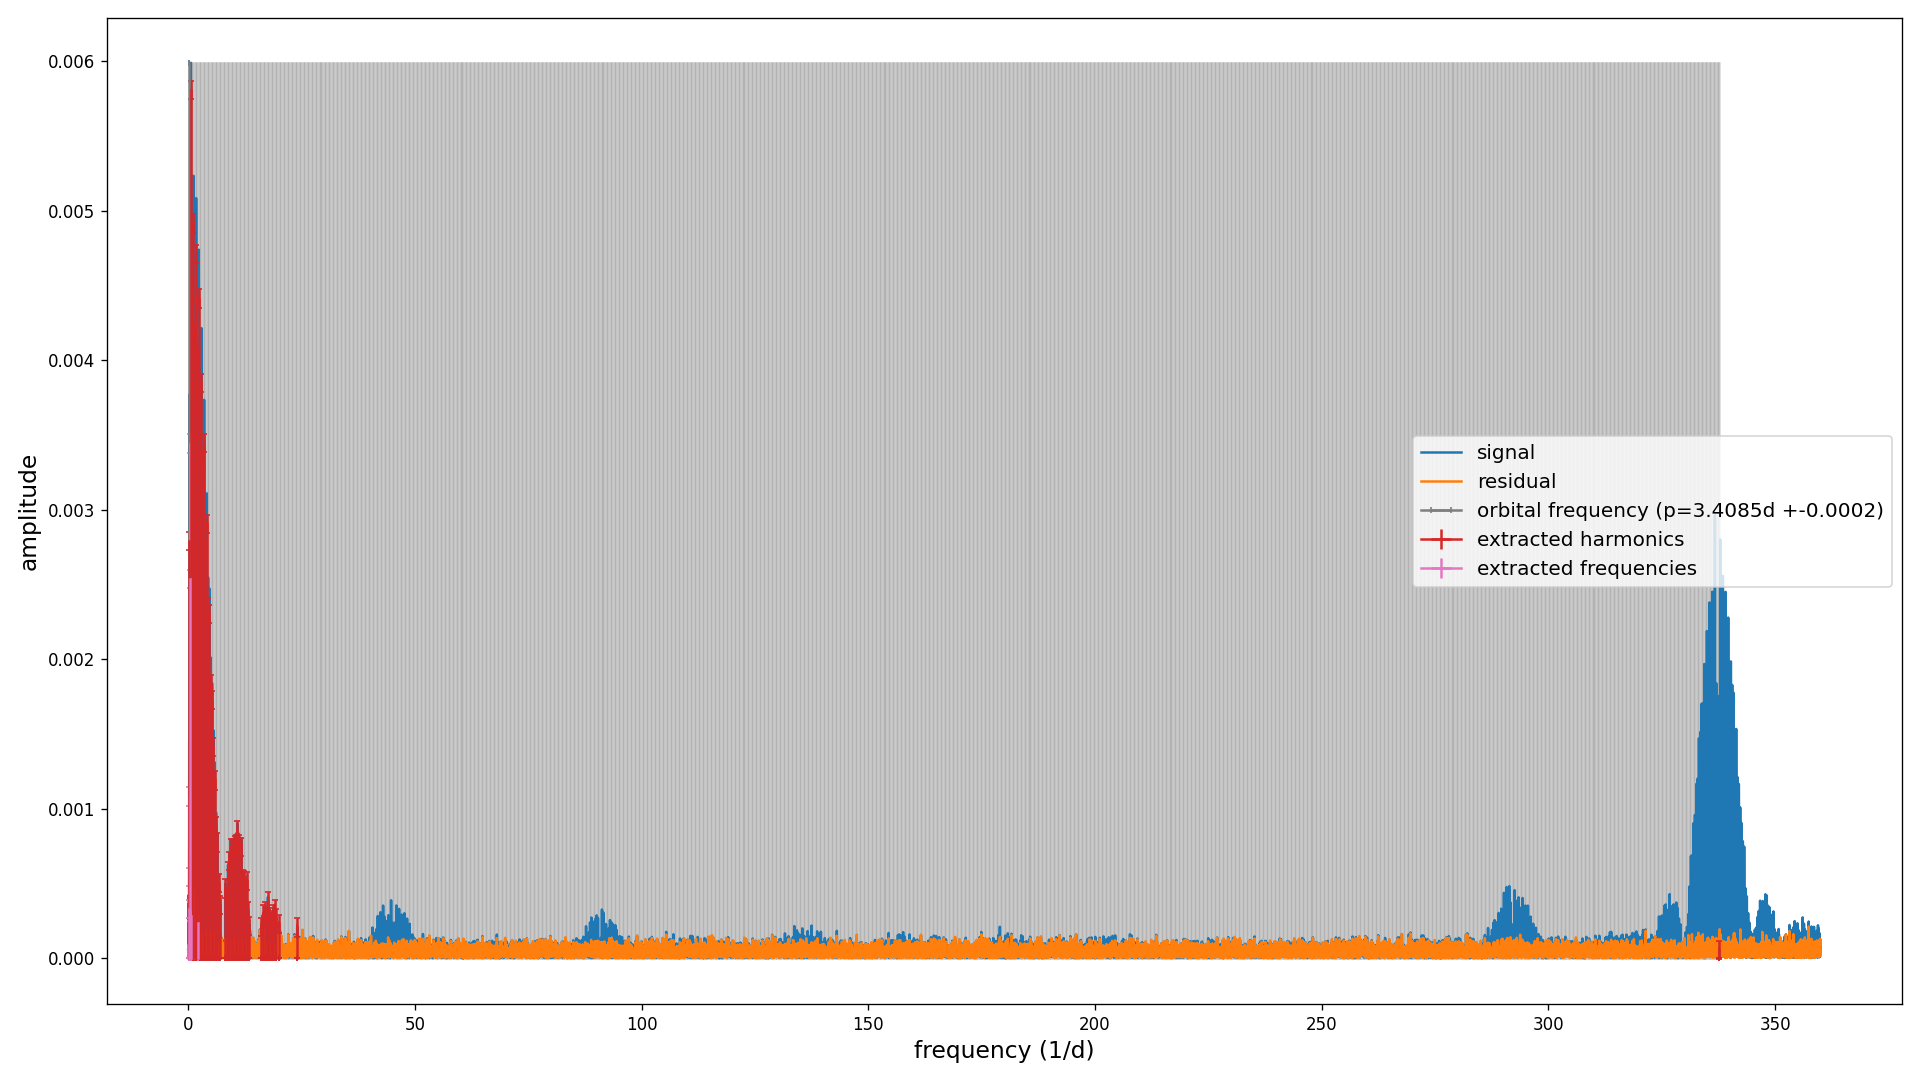 0.006
0.005
0.004
0.003
0.002
0.001
0.000
amplitude
signal
residual
orbital frequency (p=3.4085d +-0.0002)
extracted harmonics
extracted frequencies
0 50 100 150 200 250 300 350
frequency (1/d)